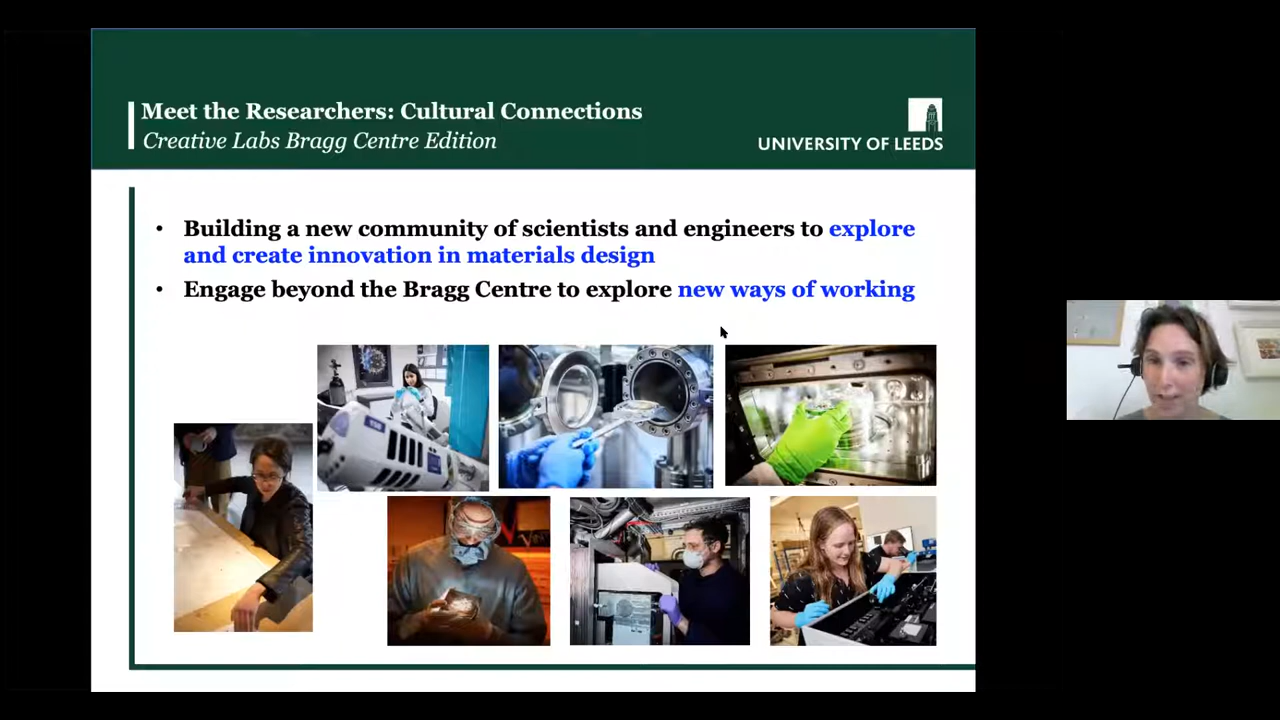 Meet the Researchers: Cultural Connections
Creative Labs Bragg Centre Edition
UNIVERSITY OF LEEDS
• Building a new community of scientists and engineers to explore
and create innovation in materials design
• Engage beyond the Bragg Centre to explore new ways of working